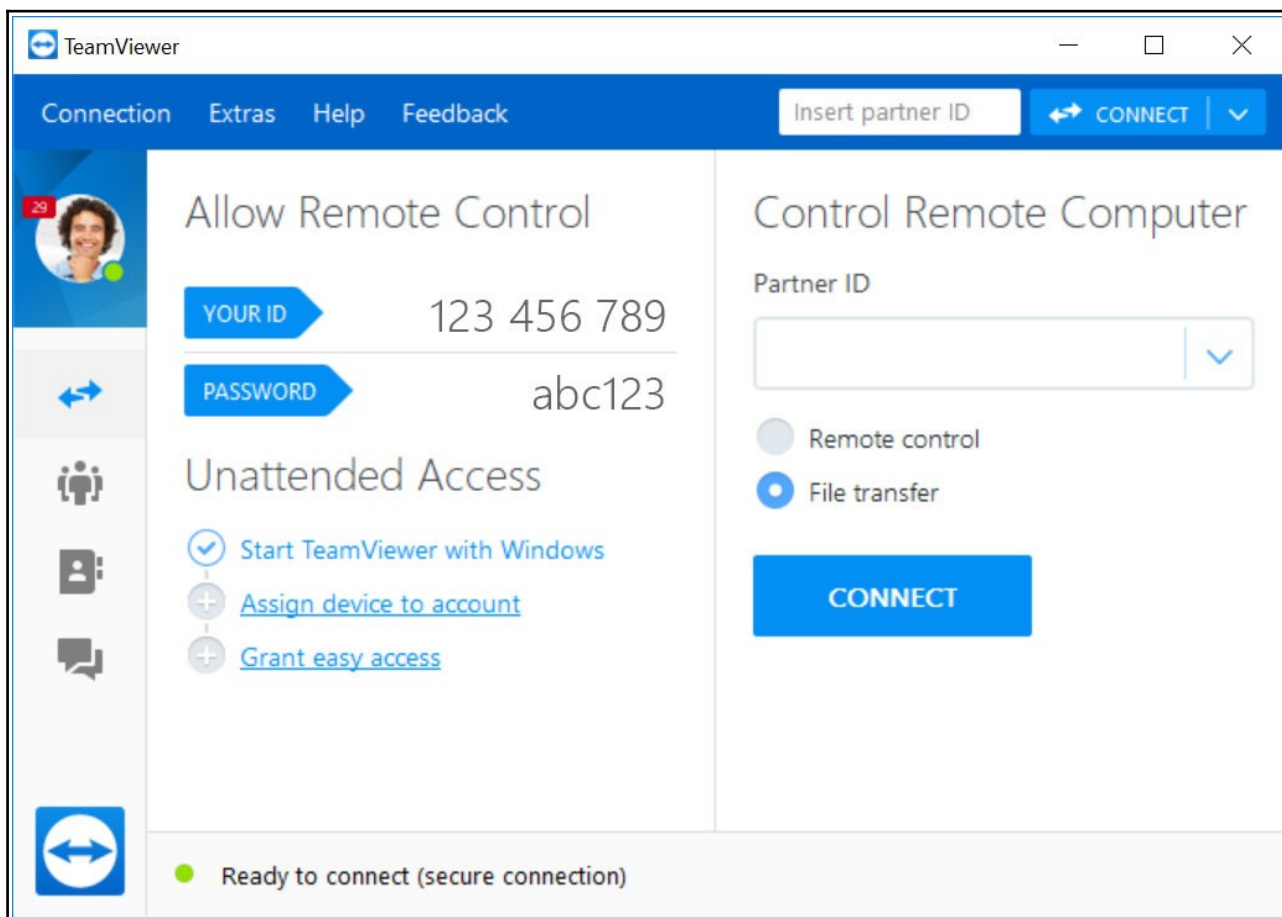 TeamViewer
Connection Extras Help Feedback Insert partner ID CONNECT
29
Allow Remote Control
YOUR ID 123 456 789
PASSWORD abc123
Unattended Access
Start TeamViewer with Windows
Assign device to account
Grant easy access
Control Remote Computer
Partner ID
Remote control
File transfer
CONNECT
Ready to connect (secure connection)